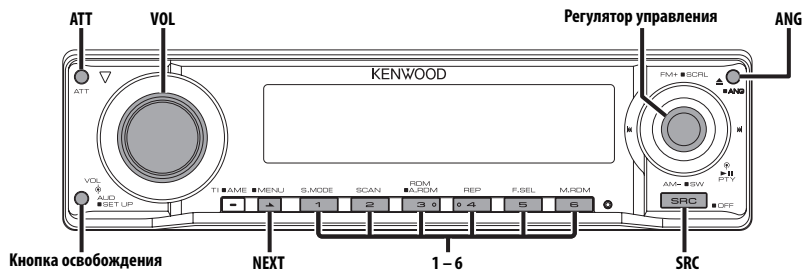 ATT VOL Регулятор управления ANG
KENWOOD
ATT
FM+ ■SCRL
■ANG
VOL
AUD
■SET UP
TI ■AME ■MENU S.MODE SCAN RDM ■A.RDM REP F.SEL M.RDM
1 2 3 4 5 6
PTY
AM– ■SW
SRC ■OFF
Кнопка освобождения NEXT 1 – 6 SRC